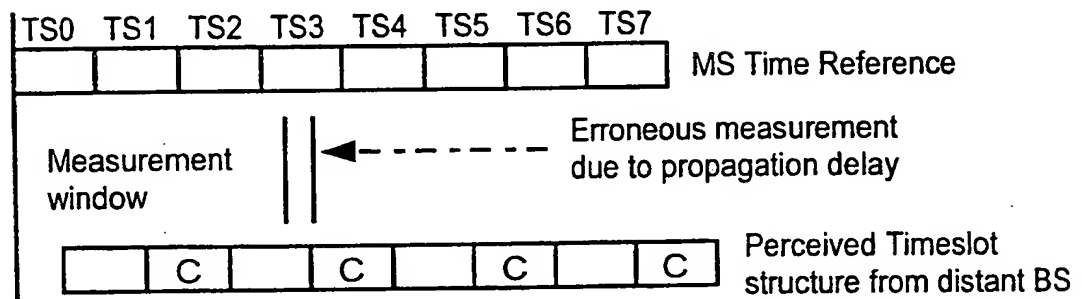 TS0 TS1 TS2 TS3 TS4 TS5 TS6 TS7
MS Time Reference
Measurement
window
Erroneous measurement
due to propagation delay
C C C C
Perceived Timeslot
structure from distant BS